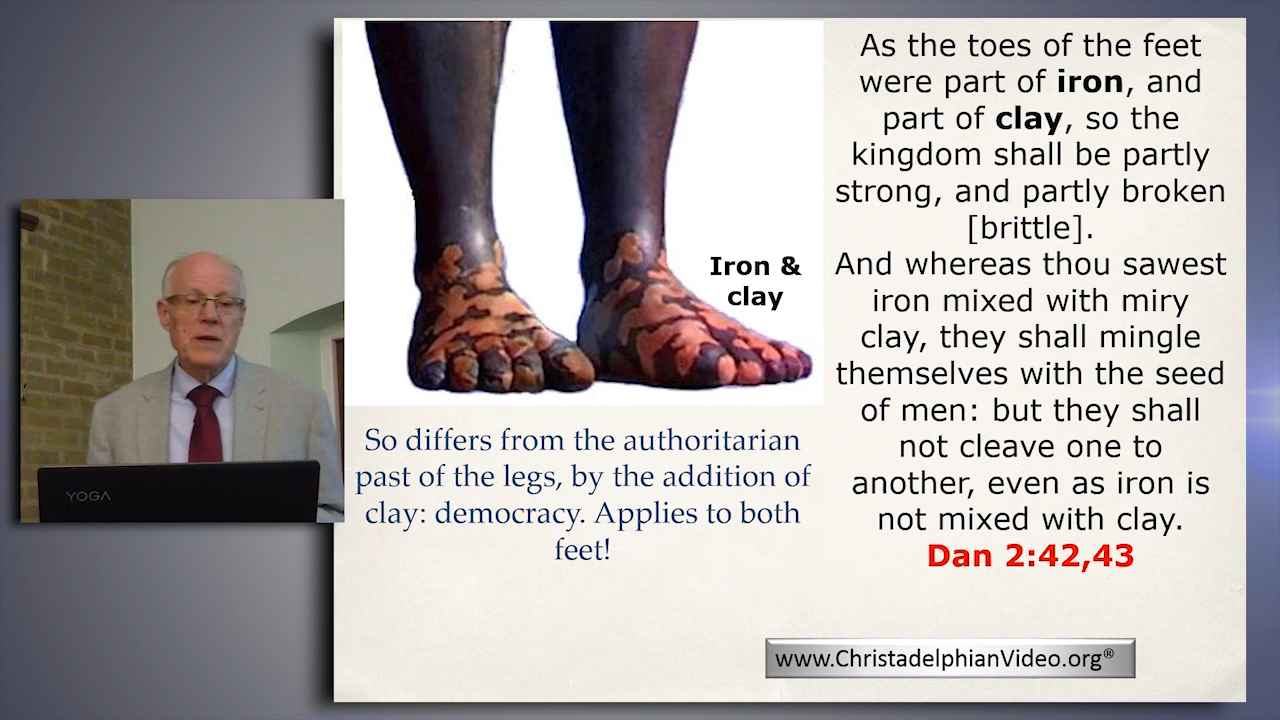 As the toes of the feet
were part of iron, and
part of clay, so the
kingdom shall be partly
strong, and partly broken
[brittle].
And whereas thou sawest
iron mixed with miry
clay, they shall mingle
themselves with the seed
of men: but they shall
not cleave one to
another, even as iron is
not mixed with clay.
Dan 2:42,43
Iron &
clay
So differs from the authoritarian
past of the legs, by the addition of
clay: democracy. Applies to both
feet!
YOGA
www.ChristadelphianVideo.org®